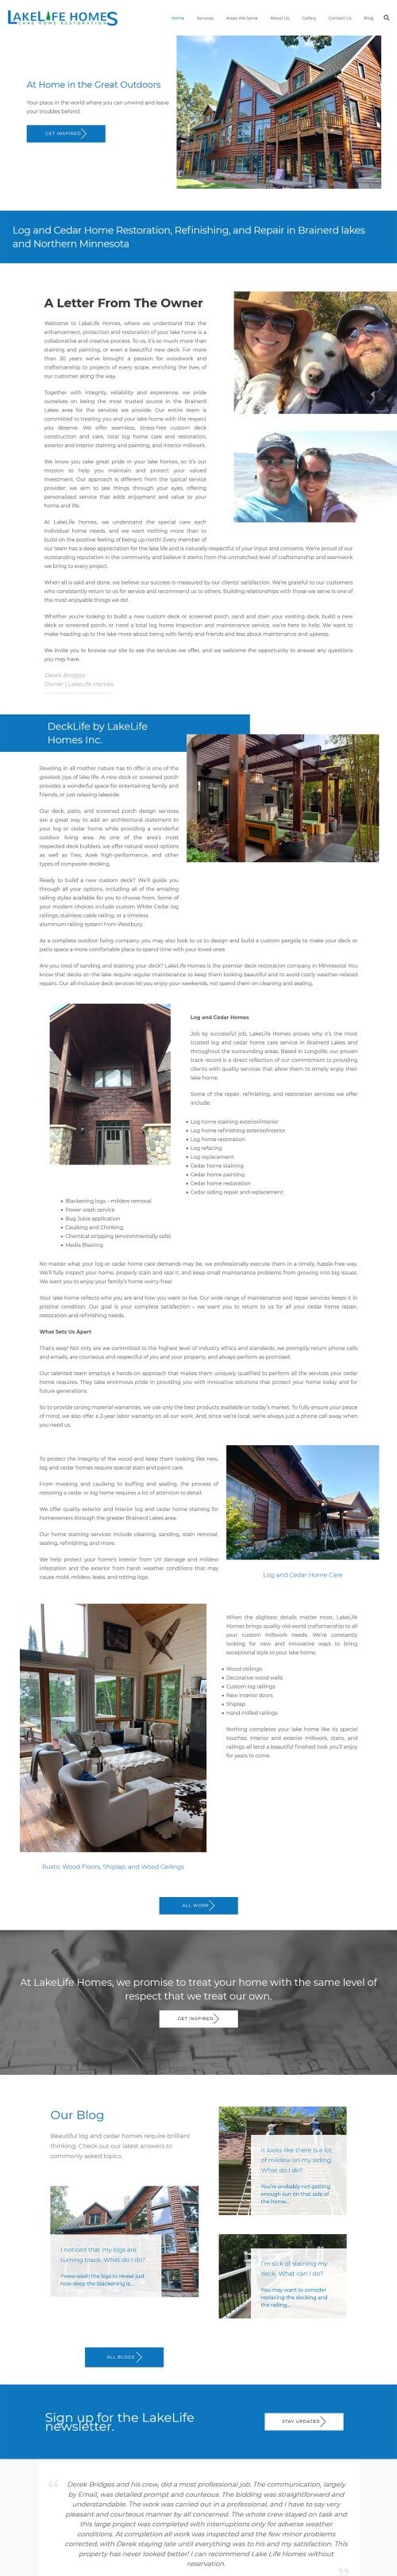 LAKELIFE HOMES
LAKE HOME RESTORATION
Home
Services
Areas We Serve
About Us
Gallery
Contact Us
Blog
At Home in the Great Outdoors
Your place in the world where you can unwind and leave
your troubles behind.
GET INSPIRED
Log and Cedar Home Restoration, Refinishing, and Repair in Brainerd lakes
and Northern Minnesota
A Letter From The Owner
Welcome to LakeLife Homes, where we understand that the
enhancement, protection and restoration of your lake home is a
collaborative and creative process. To us, it's so much more than
staining and painting, or even a beautiful new deck. For more
than 30 years we've brought a passion for woodwork and
craftsmanship to projects of every scope, enriching the lives of
our customer along the way.
Together with integrity, reliability and experience, we pride
ourselves on being the most trusted source in the Brainerd
Lakes area for the services we provide. Our entire team is
committed to treating you and your lake home with the respect
you deserve. We offer seamless, stress-free custom deck
construction and care, total log home care and restoration,
exterior and interior staining and painting, and interior millwork.
We know you take great pride in your lake homes, so it's our
mission to help you maintain and protect your valued
investment. Our approach is different from the typical service
provider; we aim to see things through your eyes, offering
personalized service that adds enjoyment and value to your
home and life.
At LakeLife Homes, we understand the special care each
individual home needs, and we want nothing more than to
build on the positive feeling of being up north! Every member of
our team has a deep appreciation for the lake life and is naturally respectful of your input and concerns. We're proud of our
outstanding reputation in the community and believe it stems from the unmatched level of craftsmanship and teamwork
we bring to every project.
When all is said and done, we believe our success is measured by our clients' satisfaction. We're grateful to our customers
who consistently return to us for service and recommend us to others. Building relationships with those we serve is one of
the most enjoyable things we do!
Whether you're looking to build a new custom deck or screened porch, sand and stain your existing deck, build a new
deck or screened porch, or need a total log home inspection and maintenance service, we're here to help. We want to
make heading up to the lake more about being with family and friends and less about maintenance and upkeep.
We invite you to browse our site to see the services we offer, and we welcome the opportunity to answer any questions
you may have.
Derek Bridges
Owner | LakeLife Homes
DeckLife by LakeLife
Homes Inc.
Reveling in all mother nature has to offer is one of the
greatest joys of lake life. A new deck or screened porch
provides a wonderful space for entertaining family and
friends, or just relaxing lakeside.
Our deck, patio, and screened porch design services
are a great way to add an architectural statement to
your log or cedar home while providing a wonderful
outdoor living area. As one of the area's most
respected deck builders, we offer natural wood options
as well as Trex, Azek high-performance, and other
types of composite decking.
Ready to build a new custom deck? We'll guide you
through all your options, including all of the amazing
railing styles available for you to choose from. Some of
your modern choices include custom White Cedar log
railings, stainless cable railing, or a timeless
aluminum railing system from Westbury.
As a complete outdoor living company, you may also look to us to design and build a custom pergola to make your deck or
patio space a more comfortable place to spend time with your loved ones
Are you tired of sanding and staining your deck? LakeLife Homes is the premier deck restoration company in Minnesota! You
know that decks on the lake require regular maintenance to keep them looking beautiful and to avoid costly weather-related
repairs. Our all-inclusive deck services let you enjoy your weekends, not spend them on cleaning and sealing.
Log and Cedar Homes
Job by successful job, LakeLife Homes proves why it's the most
trusted log and cedar home care service in Brainerd Lakes and
throughout the surrounding areas. Based in Longville, our proven
track record is a direct reflection of our commitment to providing
clients with quality services that allow them to simply enjoy their
lake home.
Some of the repair, refinishing, and restoration services we offer
include:
• Log home staining exterior/interior
• Log home refinishing exterior/interior
• Log home restoration
• Log refacing
• Log replacement
• Cedar home staining
• Cedar home painting
• Cedar home restoration
• Cedar siding repair and replacement
• Blackening logs – mildew removal
• Power wash service
• Bug Juice application
• Caulking and Chinking
• Chemical stripping (environmentally safe)
• Media Blasting
No matter what your log or cedar home care demands may be, we professionally execute them in a timely, hassle-free way.
We'll fully inspect your home, properly stain and seal it, and keep small maintenance problems from growing into big issues.
We want you to enjoy your family's home worry-free!
Your lake home reflects who you are and how you want to live. Our wide range of maintenance and repair services keeps it in
pristine condition. Our goal is your complete satisfaction – we want you to return to us for all your cedar home repair,
restoration and refinishing needs.
What Sets Us Apart
That's easy! Not only are we committed to the highest level of industry ethics and standards, we promptly return phone calls
and emails, are courteous and respectful of you and your property, and always perform as promised.
Our talented team employs a hands-on approach that makes them uniquely qualified to perform all the services your cedar
home requires. They take enormous pride in providing you with innovative solutions that protect your home today and for
future generations.
So to provide strong material warranties, we use only the best products available on today's market. To fully ensure your peace
of mind, we also offer a 2-year labor warranty on all our work. And, since we're local, we're always just a phone call away when
you need us.
To protect the integrity of the wood and keep them looking like new,
log and cedar homes require special stain and paint care.
From masking and caulking to buffing and sealing, the process of
restoring a cedar or log home requires a lot of attention to detail.
We offer quality exterior and interior log and cedar home staining for
homeowners through the greater Brainerd Lakes area.
Our home staining services include cleaning, sanding, stain removal,
sealing, refinishing, and more.
We help protect your home's interior from UV damage and mildew
infestation and the exterior from harsh weather conditions that may
cause mold, mildew, leaks, and rotting logs.
Log and Cedar Home Care
When the slightest details matter most, LakeLife
Homes brings quality old world craftsmanship to all
your custom millwork needs. We're constantly
looking for new and innovative ways to bring
exceptional style to your lake home.
• Wood ceilings
• Decorative wood walls
• Custom log railings
• New interior doors
• Shiplap
• Hand-milled railings
Nothing completes your lake home like its special
touches. Interior and exterior millwork, stairs, and
railings all lend a beautiful finished look you'll enjoy
for years to come.
Rustic Wood Floors, Shiplap, and Wood Ceilings
ALL WORK
At LakeLife Homes, we promise to treat your home with the same level of
respect that we treat our own.
GET INSPIRED
Our Blog
Beautiful log and cedar homes require brilliant
thinking. Check out our latest answers to
commonly asked topics.
It looks like there is a lot
of mildew on my siding.
What do I do?
You're probably not getting
enough sun on that side of
the home...
I noticed that my logs are
turning black. What do I do?
Powerwash the logs to reveal just
how deep the blackening is...
I'm sick of staining my
deck. What can I do?
You may want to consider
replacing the decking and
the railing...
ALL BLOGS
Sign up for the LakeLife
newsletter.
STAY UPDATED
“ Derek Bridges and his crew, did a most professional job. The communication, largely
by Email, was detailed prompt and courteous. The bidding was straightforward and
understandable. The work was carried out in a professional, and I have to say very
pleasant and courteous manner by all concerned. The whole crew stayed on task and
this large project was completed with interruptions only for adverse weather
conditions. At completion all work was inspected and the few minor problems
corrected, with Derek staying late until everything was to his and my satisfaction. This
property has never looked better! I can recommend Lake Life Homes without
reservation. ”